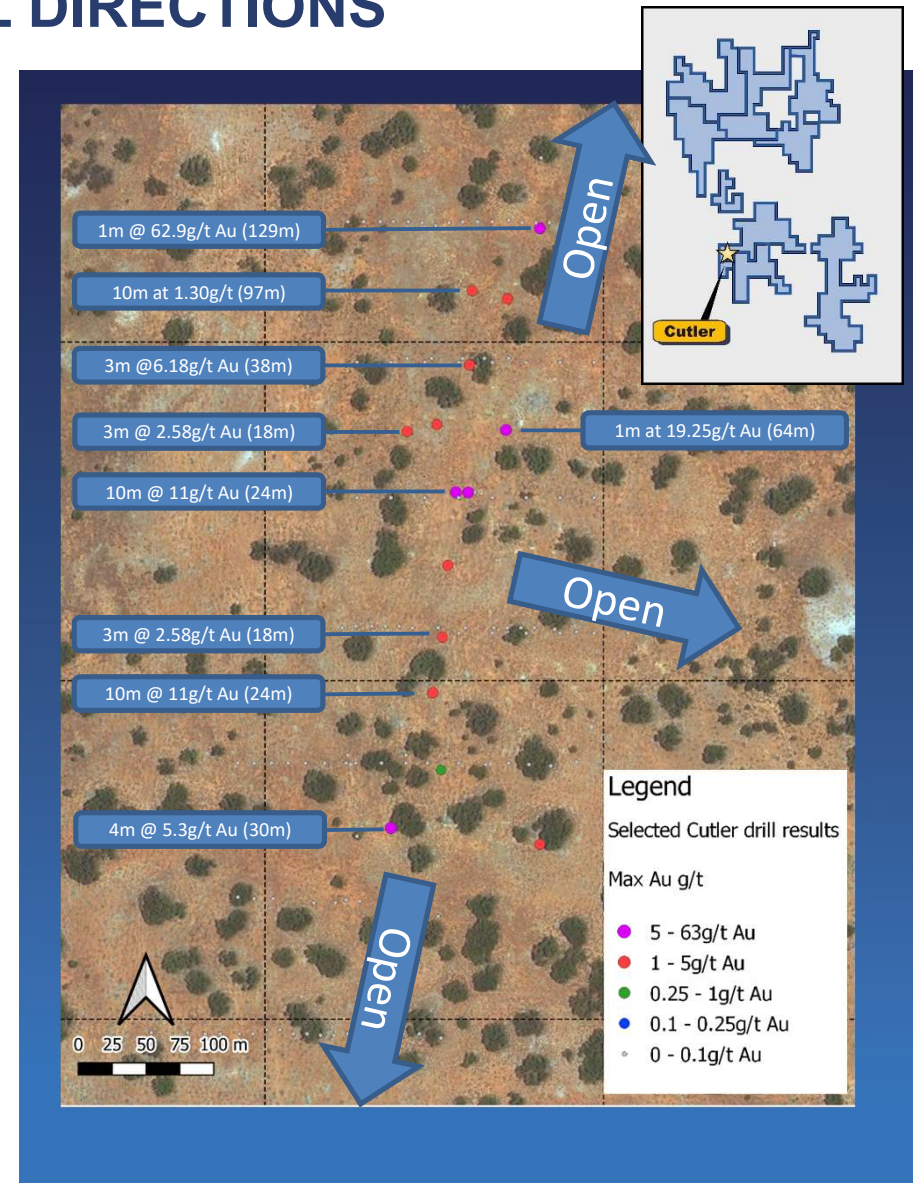 DIRECTIONS
Cutler
1m @ 62.9g/t Au (129m)
Open
10m at 1.30g/t (97m)
3m @6.18g/t Au (38m)
3m @ 2.58g/t Au (18m)
1m at 19.25g/t Au (64m)
10m @ 11g/t Au (24m)
Open
3m @ 2.58g/t Au (18m)
10m @ 11g/t Au (24m)
4m @ 5.3g/t Au (30m)
Open
0 25 50 75 100 m
Legend
Selected Cutler drill results
Max Au g/t
5 - 63g/t Au
1 - 5g/t Au
0.25 - 1g/t Au
0.1 - 0.25g/t Au
0 - 0.1g/t Au